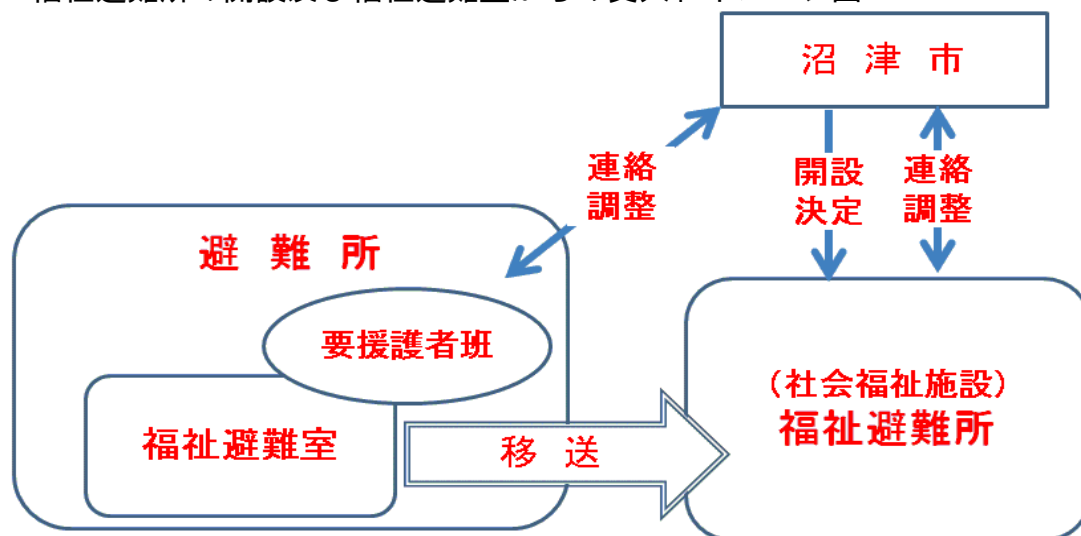 沼津市
連絡
調整
開設
決定
連絡
調整
避難所
要援護者班
福祉避難室
移送
（社会福祉施設）
福祉避難所